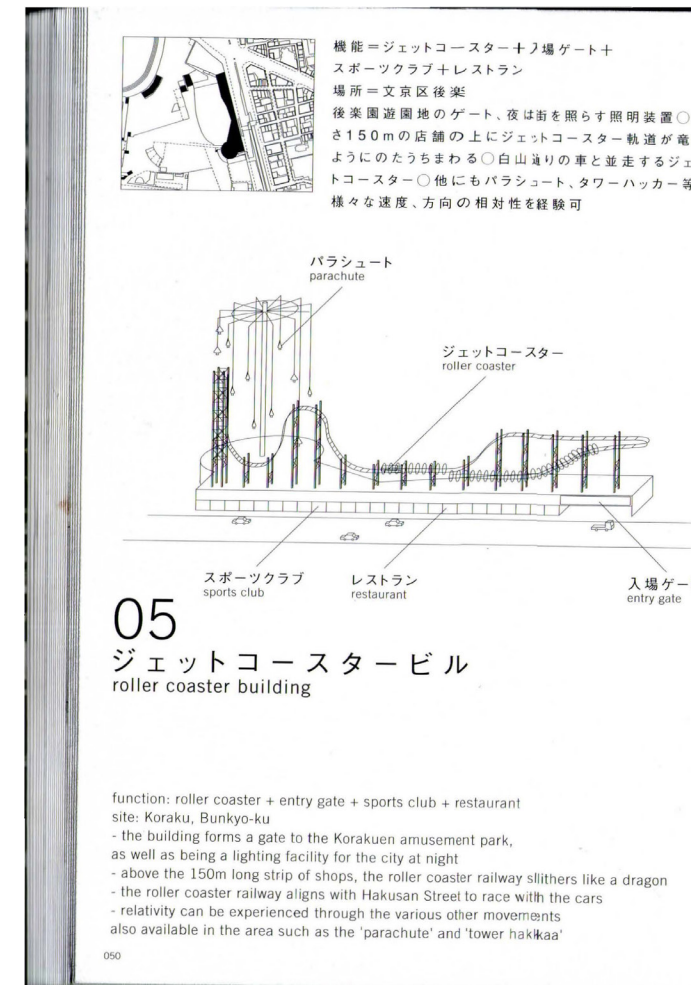 機能＝ジェットコースター＋入場ゲート＋
スポーツクラブ＋レストラン
場所＝文京区後楽
後楽園遊園地のゲート、夜は街を照らす照明装置○
さ150mの店舗の上にジェットコースター軌道が竜
ようにのたうちまわる○白山通りの車と並走するジェ
トコースター○他にもパラシュート、タワーハッカー等
様々な速度、方向の相対性を経験可
パラシュート
parachute
ジェットコースター
roller coaster
スポーツクラブ
sports club
レストラン
restaurant
入場ゲー
entry gate
05
ジェットコースタービル
roller coaster building
function: roller coaster + entry gate + sports club + restaurant
site: Koraku, Bunkyo-ku
- the building forms a gate to the Korakuen amusement park,
as well as being a lighting facility for the city at night
- above the 150m long strip of shops, the roller coaster railway slithers like a dragon
- the roller coaster railway aligns with Hakusan Street to race with the cars
- relativity can be experienced through the various other movements
also available in the area such as the 'parachute' and 'tower hakkaa'
050